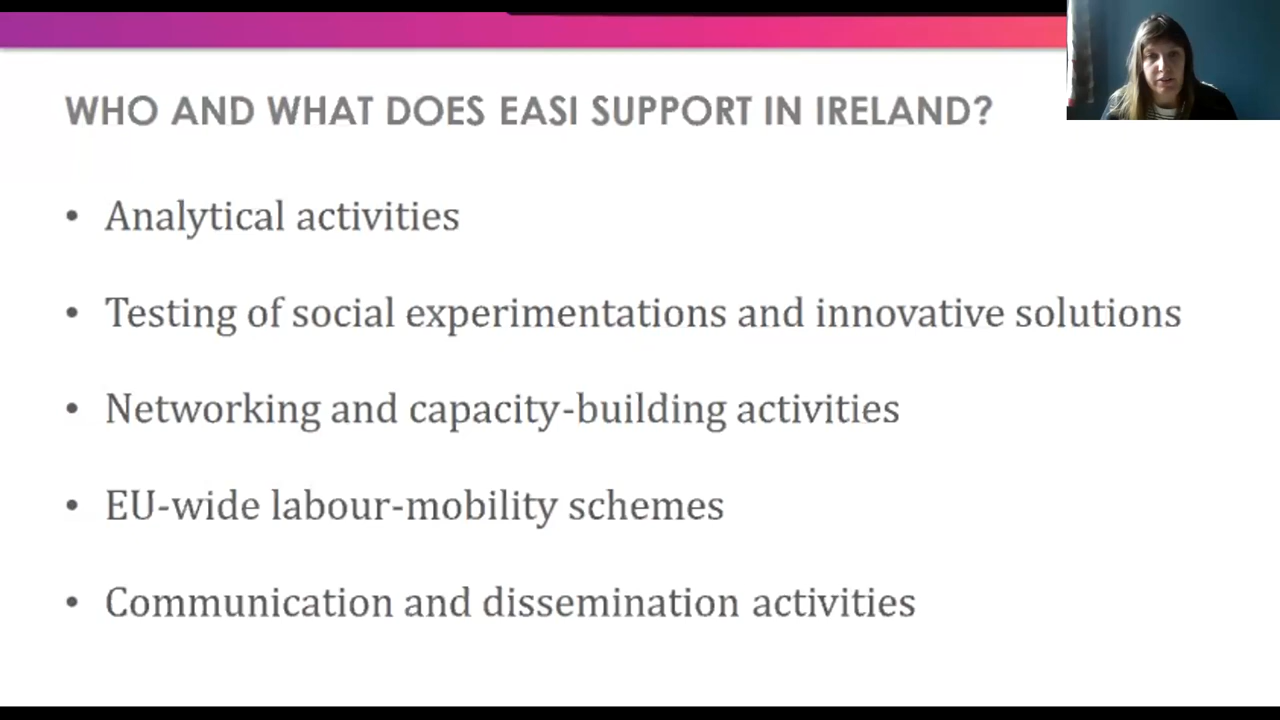 WHO AND WHAT DOES EASI SUPPORT IN IRELAND?
• Analytical activities
• Testing of social experimentations and innovative solutions
• Networking and capacity-building activities
• EU-wide labour-mobility schemes
• Communication and dissemination activities